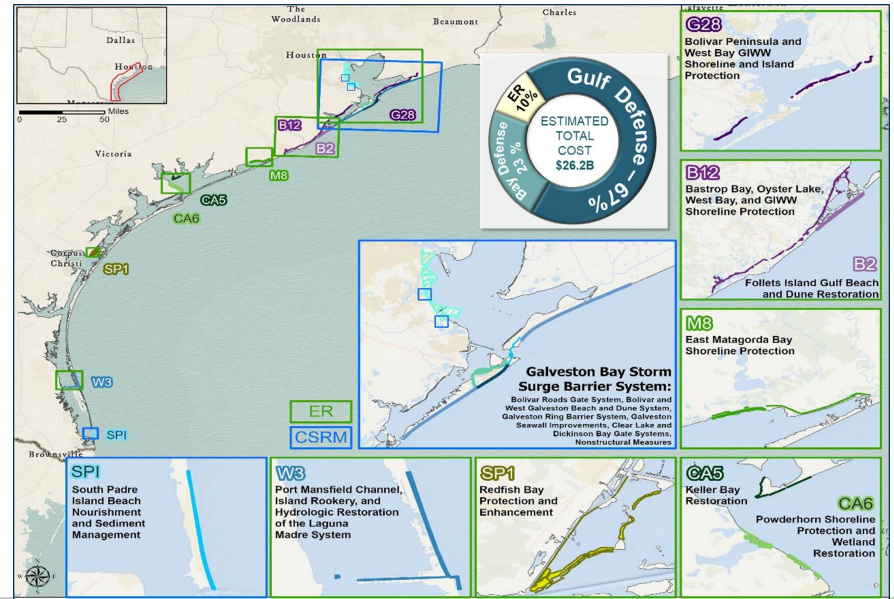 The
Woodlands
Beaumont
Charles
Lafayette
Dallas
Houston
Houston
0 25 50 Miles
Victoria
Corpus
Christi
Brownsville
B12
G28
B2
M8
CA5
CA6
SP1
W3
SPI
Gulf Defense – 67%
Bay Defense 23 %
ER
10%
ESTIMATED
TOTAL
COST
$26.2B
ER
CSRM
Galveston Bay Storm
Surge Barrier System:
Bolivar Roads Gate System, Bolivar and
West Galveston Beach and Dune System,
Galveston Ring Barrier System, Galveston
Seawall Improvements, Clear Lake and
Dickinson Bay Gate Systems,
Nonstructural Measures
G28
Bolivar Peninsula and
West Bay GIWW
Shoreline and Island
Protection
B12
Bastrop Bay, Oyster Lake,
West Bay, and GIWW
Shoreline Protection
B2
Follets Island Gulf Beach
and Dune Restoration
M8
East Matagorda Bay
Shoreline Protection
SPI
South Padre
Island Beach
Nourishment
and Sediment
Management
W3
Port Mansfield Channel,
Island Rookery, and
Hydrologic Restoration
of the Laguna
Madre System
SP1
Redfish Bay
Protection and
Enhancement
CA5
Keller Bay
Restoration
CA6
Powderhorn Shoreline
Protection and
Wetland
Restoration
N
W E
S